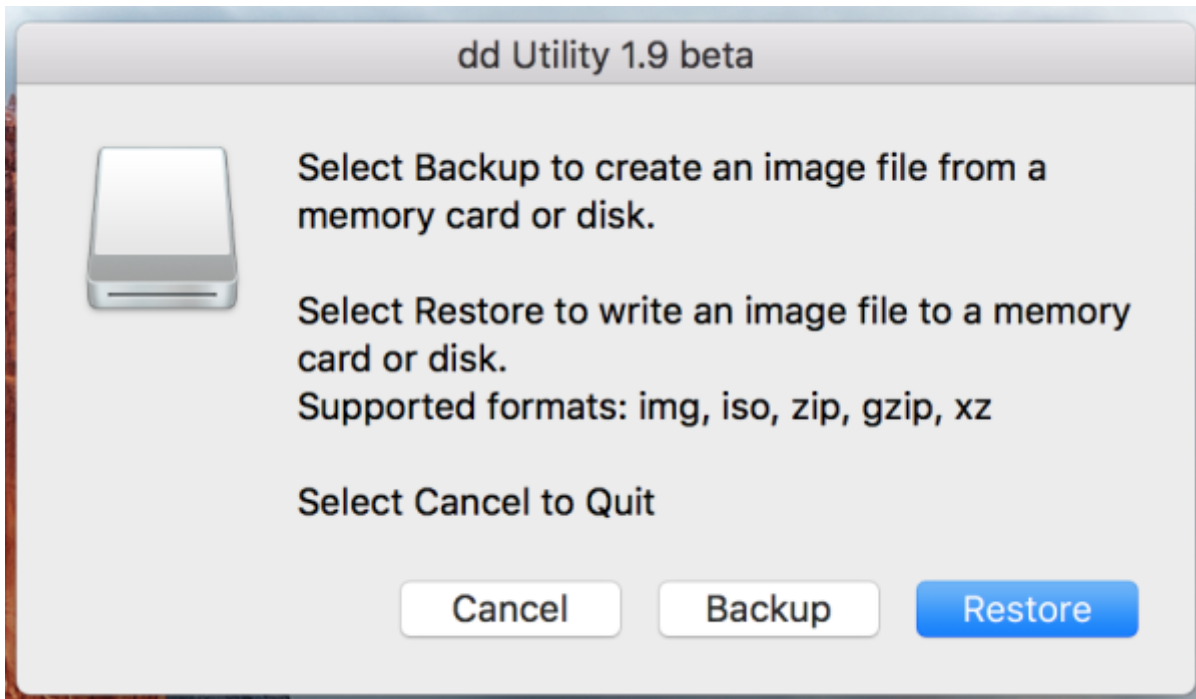 dd Utility 1.9 beta
Select Backup to create an image file from a
memory card or disk.
Select Restore to write an image file to a memory
card or disk.
Supported formats: img, iso, zip, gzip, xz
Select Cancel to Quit
Cancel
Backup
Restore